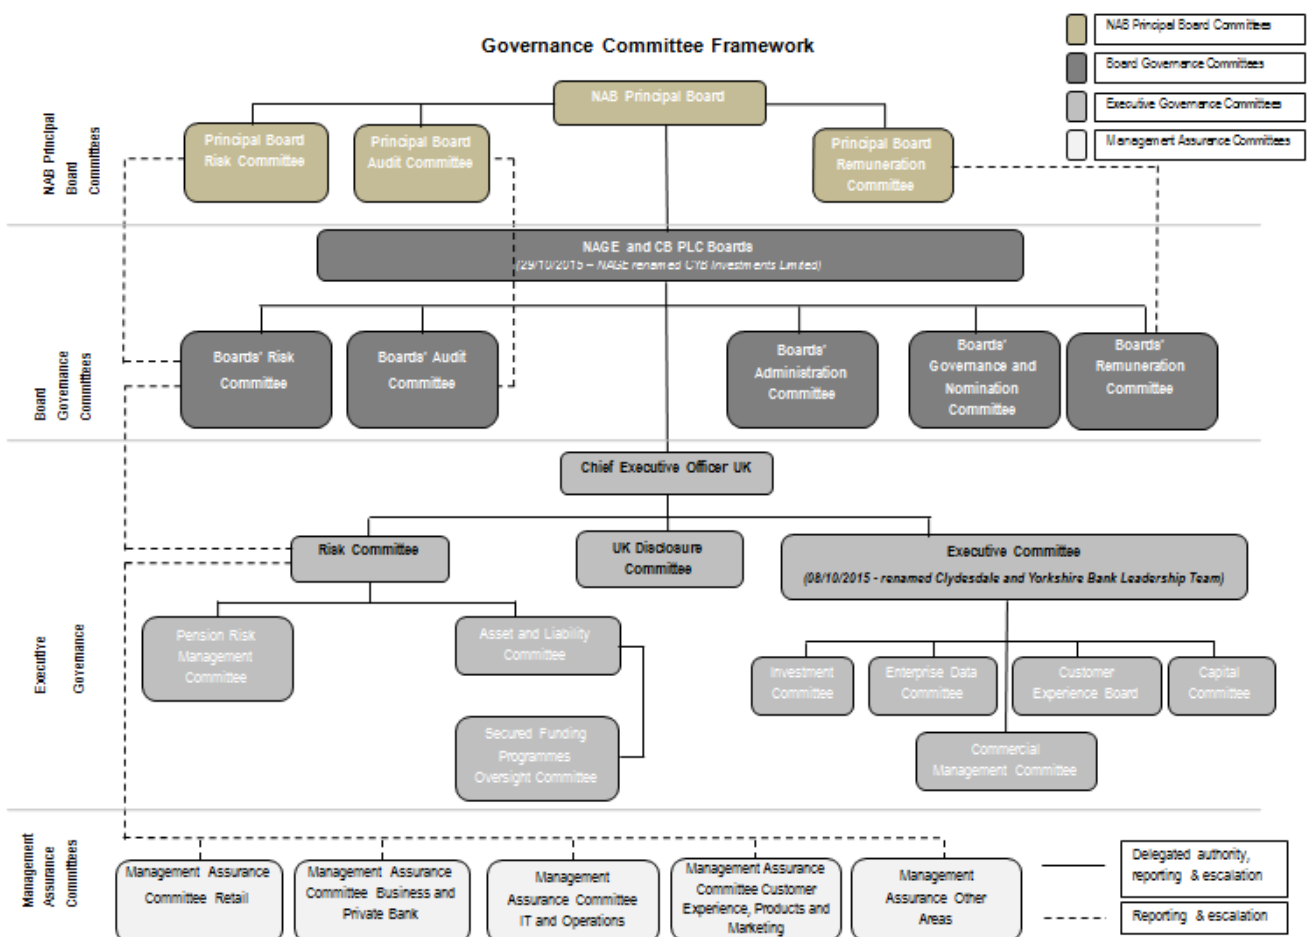 Governance Committee Framework
NAB Principal Board Committees
Board Governance Committees
Executive Governance Committees
Management Assurance Committees
NAB Principal
Board
Committees
NAB Principal Board
Principal Board
Risk Committee
Principal Board
Audit Committee
Principal Board
Remuneration
Committee
Board
Governance
Committees
NAGE and CB PLC Boards
(29/10/2015 – NAGE renamed CYB Investments Limited)
Boards' Risk
Committee
Boards' Audit
Committee
Boards'
Administration
Committee
Boards'
Governance and
Nomination
Committee
Boards'
Remuneration
Committee
Executive
Governance
Chief Executive Officer UK
Risk Committee
UK Disclosure
Committee
Executive Committee
(08/10/2015 - renamed Clydesdale and Yorkshire Bank Leadership Team)
Pension Risk
Management
Committee
Asset and Liability
Committee
Investment
Committee
Enterprise Data
Committee
Customer
Experience Board
Capital
Committee
Secured Funding
Programmes
Oversight Committee
Commercial
Management Committee
Management
Assurance
Committees
Management Assurance
Committee Retail
Management Assurance
Committee Business and
Private Bank
Management
Assurance Committee
IT and Operations
Management Assurance
Committee Customer
Experience, Products and
Marketing
Management
Assurance Other
Areas
Delegated authority,
reporting & escalation
Reporting & escalation